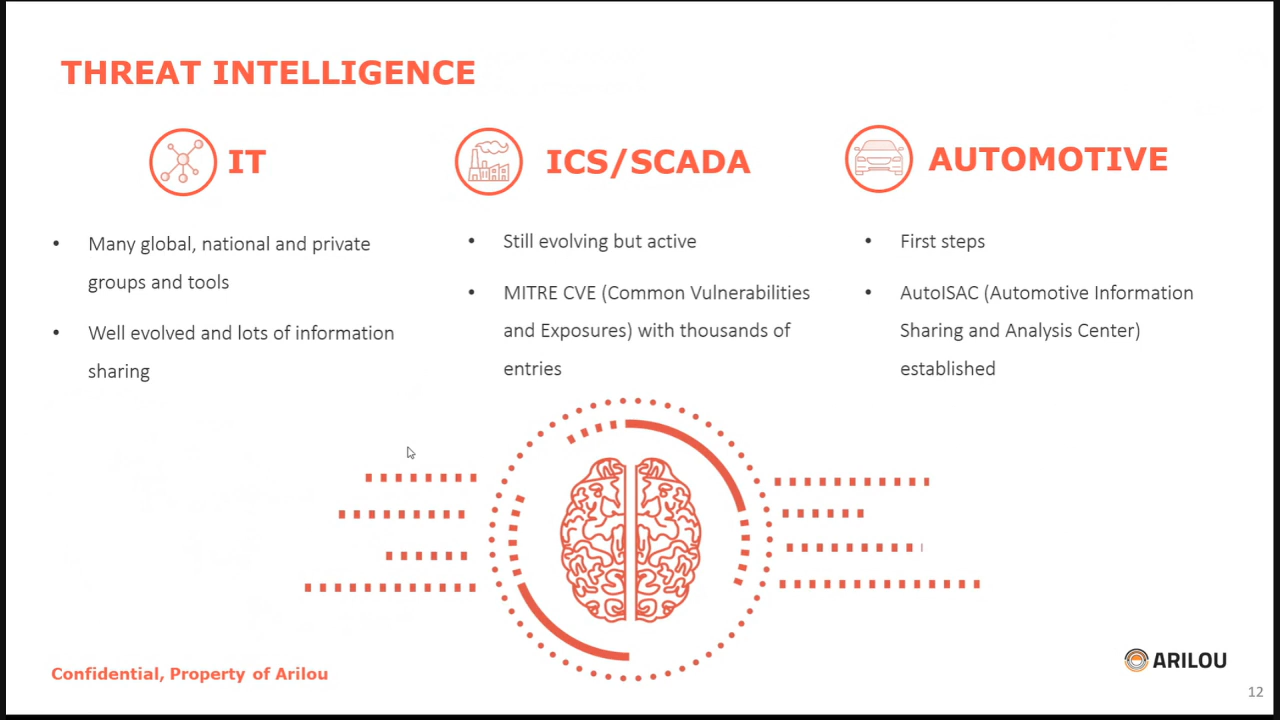 THREAT INTELLIGENCE
IT
• Many global, national and private
groups and tools
• Well evolved and lots of information
sharing
ICS/SCADA
• Still evolving but active
• MITRE CVE (Common Vulnerabilities
and Exposures) with thousands of
entries
AUTOMOTIVE
• First steps
• AutoISAC (Automotive Information
Sharing and Analysis Center)
established
Confidential, Property of Arilou
ARILOU
12